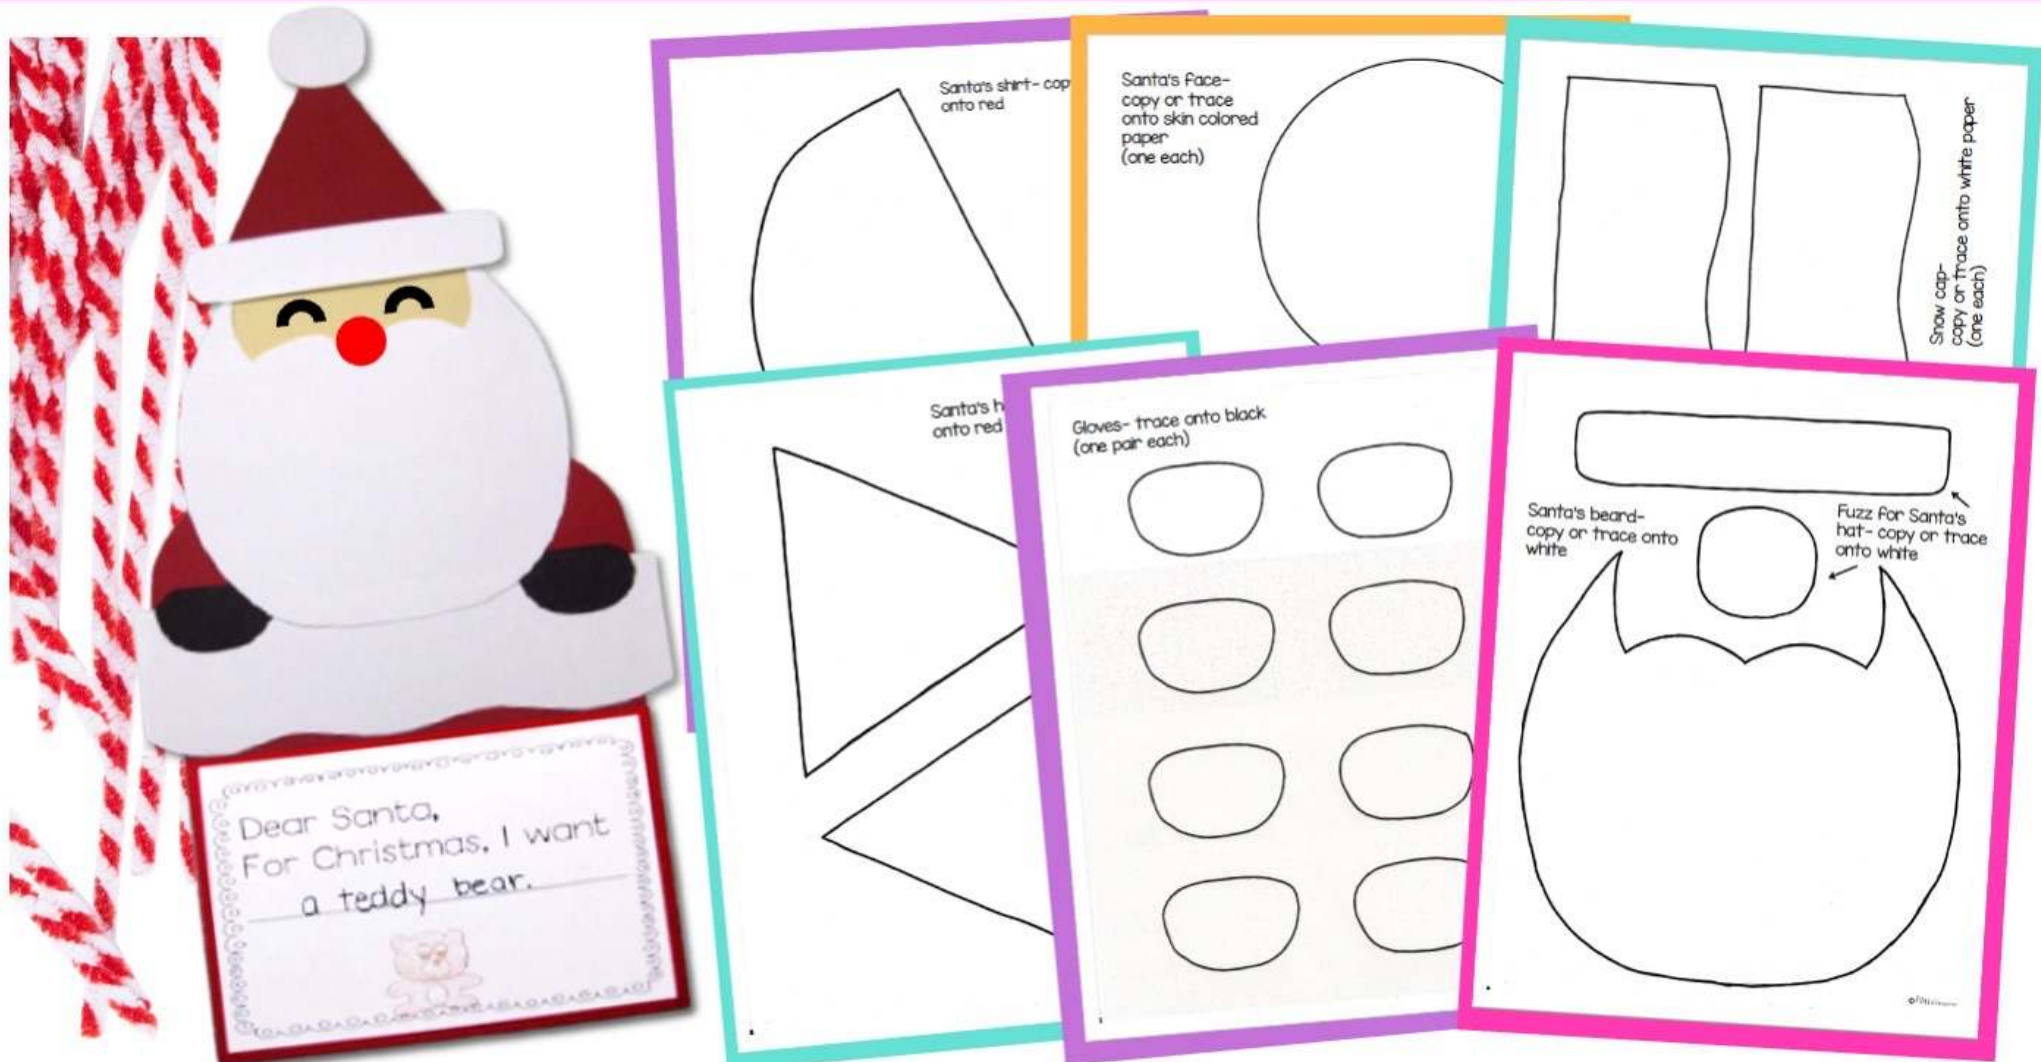 Santa's shirt- cop
onto red
Santa's face-
copy or trace
onto skin colored
paper
(one each)
Snow cap-
copy or trace onto white paper
(one each)
Santa's h
onto red
Gloves- trace onto black
(one pair each)
Santa's beard-
copy or trace onto
white
Fuzz for Santa's
hat- copy or trace
onto white
Dear Santa,
For Christmas, I want
a teddy bear.